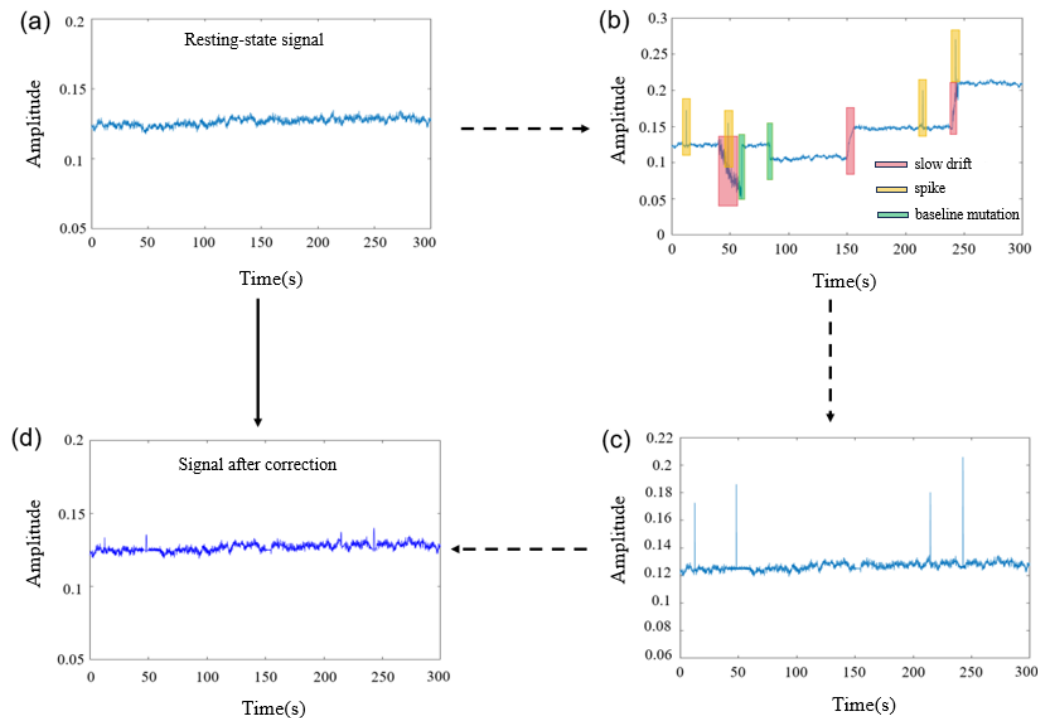 (a)
0.2
0.15
0.1
0.05
Amplitude
Resting-state signal
0 50 100 150 200 250 300
Time(s)
(b)
0.3
0.25
0.2
0.15
0.1
0.05
0
Amplitude
slow drift
spike
baseline mutation
0 50 100 150 200 250 300
Time(s)
(d)
0.2
0.15
0.1
0.05
Amplitude
Signal after correction
0 50 100 150 200 250 300
Time(s)
(c)
0.22
0.2
0.18
0.16
0.14
0.12
0.1
0.08
0.06
Amplitude
0 50 100 150 200 250 300
Time(s)